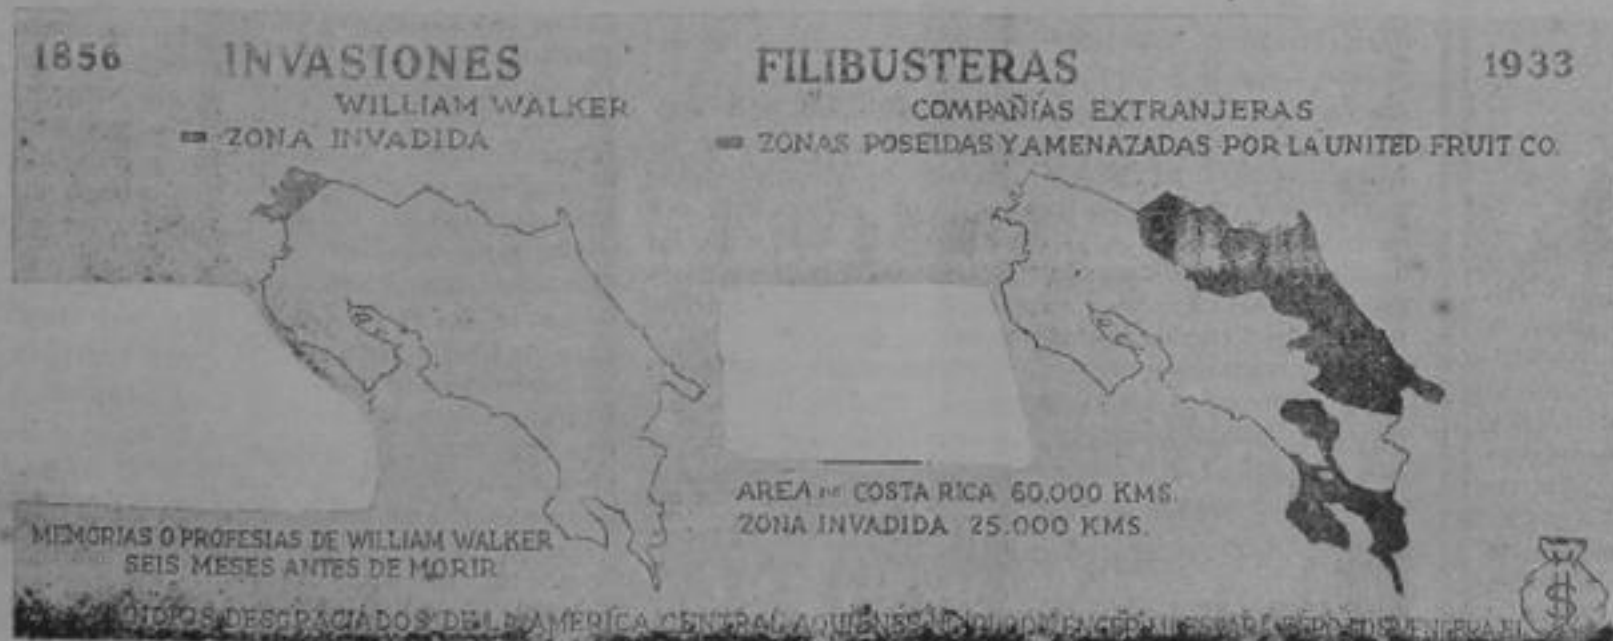 1856 INVASIONES FILIBUSTERAS 1933
WILLIAM WALKER
▬ ZONA INVADIDA
COMPAÑÍAS EXTRANJERAS
▬ ZONAS POSEIDAS Y AMENAZADAS POR LA UNITED FRUIT CO.
AREA DE COSTA RICA 60.000 KMS.
ZONA INVADIDA 25.000 KMS.
MEMORIAS O PROFESIAS DE WILLIAM WALKER
SEIS MESES ANTES DE MORIR
DESGRACIADOS DE LA AMERICA CENTRAL A QUIENES
$